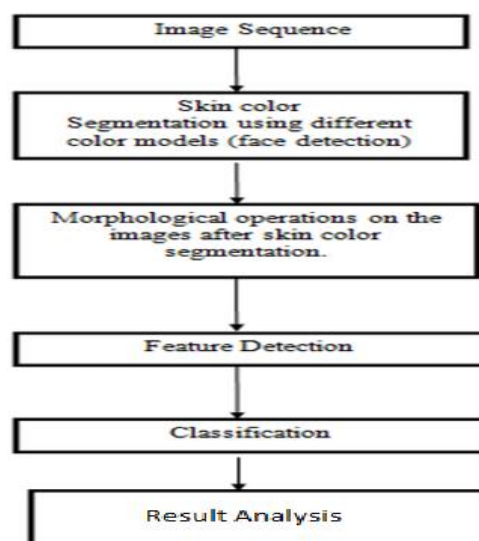 Image Sequence
Skin color
Segmentation using different
color models (face detection)
Morphological operations on the
images after skin color
segmentation.
Feature Detection
Classification
Result Analysis